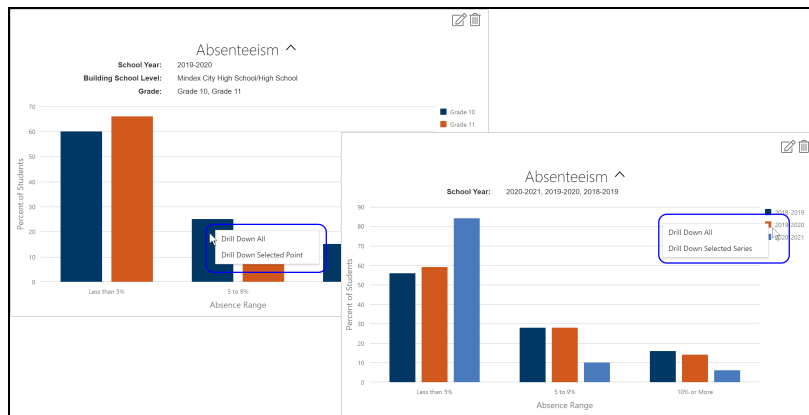 Absenteeism
School Year: 2019-2020
Building School Level: Mindex City High School/High School
Grade: Grade 10, Grade 11
70
60
50
40
30
20
10
0
Percent of Students
Grade 10
Grade 11
Drill Down All
Drill Down Selected Point
Less than 5%
5 to 9%
Absence Range
Absenteeism
School Year: 2020-2021, 2019-2020, 2018-2019
90
80
70
60
50
40
30
20
10
0
Percent of Students
2018-2019
2019-2020
2020-2021
Drill Down All
Drill Down Selected Series
Less than 5%
5 to 9%
10% or More
Absence Range